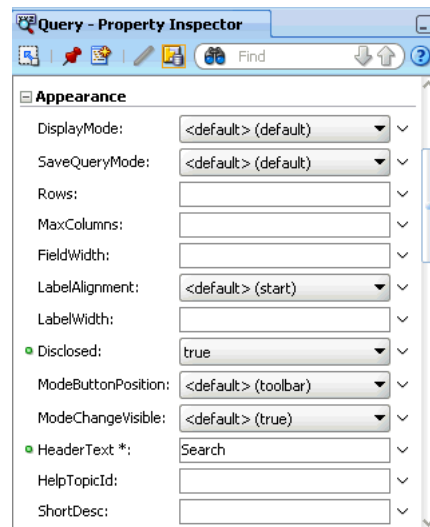 Query - Property Inspector
Find
Appearance
DisplayMode: <default> (default)
SaveQueryMode: <default> (default)
Rows:
MaxColumns:
FieldWidth:
LabelAlignment: <default> (start)
LabelWidth:
Disclosed: true
ModeButtonPosition: <default> (toolbar)
ModeChangeVisible: <default> (true)
HeaderText *: Search
HelpTopicId:
ShortDesc: